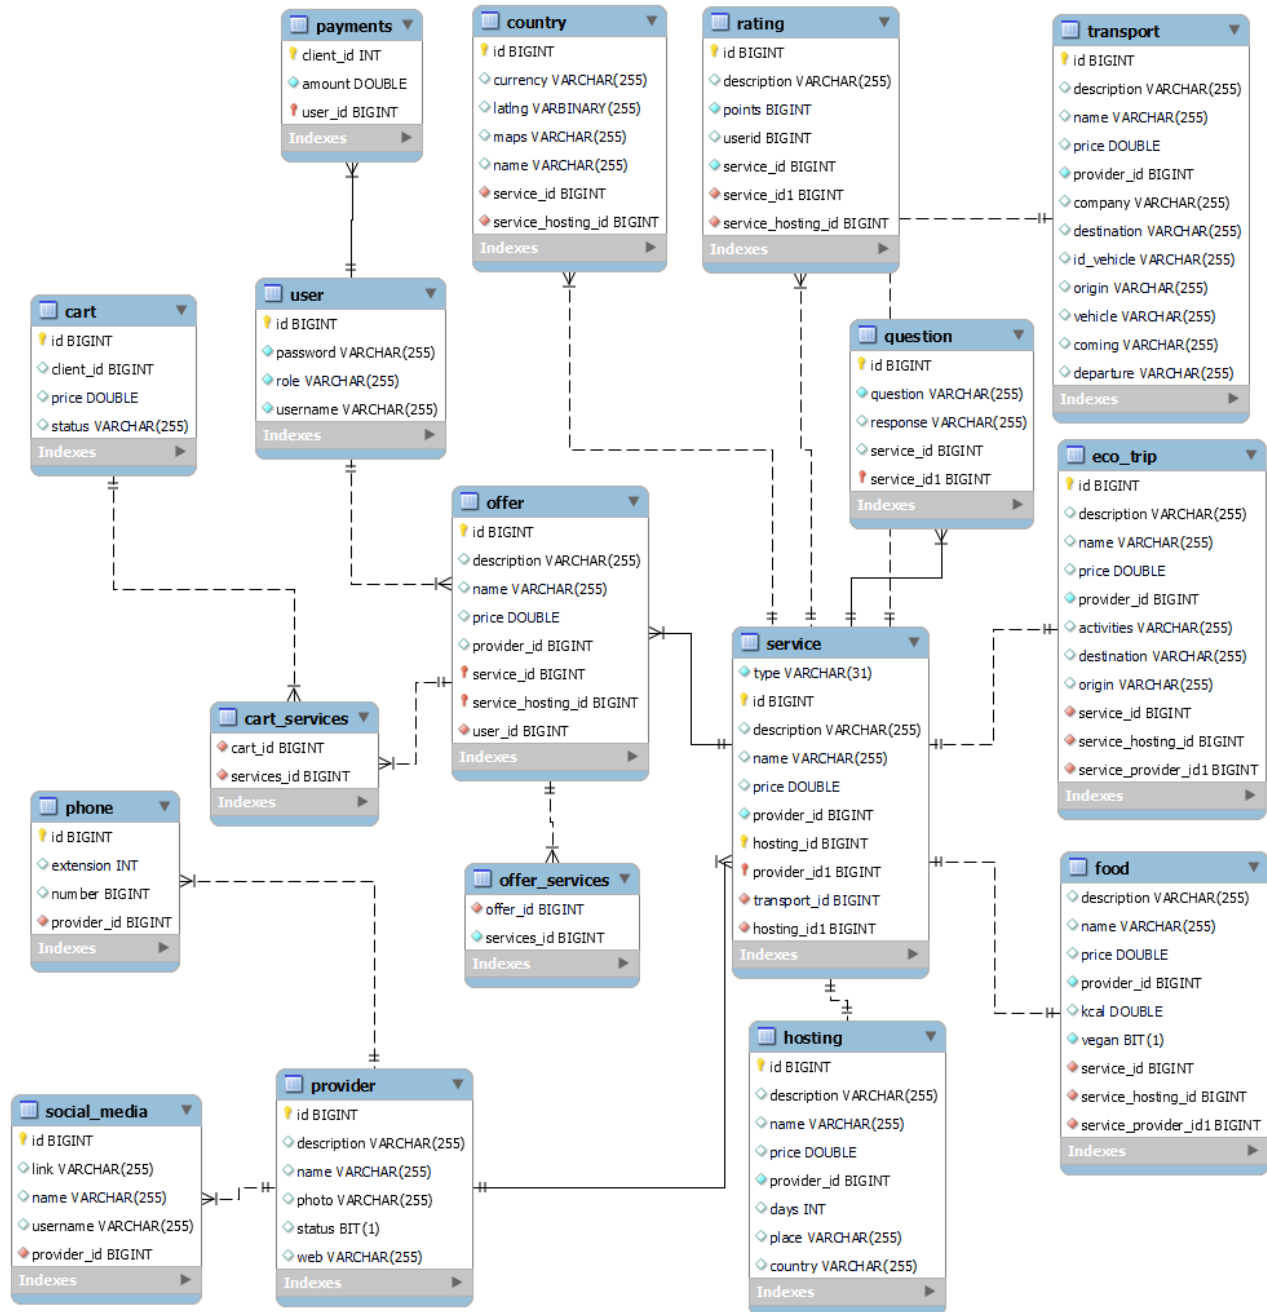 payments
client_id INT
amount DOUBLE
user_id BIGINT
Indexes
country
id BIGINT
currency VARCHAR(255)
latlng VARBINARY(255)
maps VARCHAR(255)
name VARCHAR(255)
service_id BIGINT
service_hosting_id BIGINT
Indexes
rating
id BIGINT
description VARCHAR(255)
points BIGINT
userid BIGINT
service_id BIGINT
service_id1 BIGINT
service_hosting_id BIGINT
Indexes
transport
id BIGINT
description VARCHAR(255)
name VARCHAR(255)
price DOUBLE
provider_id BIGINT
company VARCHAR(255)
destination VARCHAR(255)
id_vehicle VARCHAR(255)
origin VARCHAR(255)
vehicle VARCHAR(255)
coming VARCHAR(255)
departure VARCHAR(255)
Indexes
cart
id BIGINT
client_id BIGINT
price DOUBLE
status VARCHAR(255)
Indexes
user
id BIGINT
password VARCHAR(255)
role VARCHAR(255)
username VARCHAR(255)
Indexes
question
id BIGINT
question VARCHAR(255)
response VARCHAR(255)
service_id BIGINT
service_id1 BIGINT
Indexes
eco_trip
id BIGINT
description VARCHAR(255)
name VARCHAR(255)
price DOUBLE
provider_id BIGINT
activities VARCHAR(255)
destination VARCHAR(255)
origin VARCHAR(255)
service_id BIGINT
service_hosting_id BIGINT
service_provider_id1 BIGINT
Indexes
offer
id BIGINT
description VARCHAR(255)
name VARCHAR(255)
price DOUBLE
provider_id BIGINT
service_id BIGINT
service_hosting_id BIGINT
user_id BIGINT
Indexes
service
type VARCHAR(31)
id BIGINT
description VARCHAR(255)
name VARCHAR(255)
price DOUBLE
provider_id BIGINT
hosting_id BIGINT
provider_id1 BIGINT
transport_id BIGINT
hosting_id1 BIGINT
Indexes
cart_services
cart_id BIGINT
services_id BIGINT
Indexes
phone
id BIGINT
extension INT
number BIGINT
provider_id BIGINT
Indexes
offer_services
offer_id BIGINT
services_id BIGINT
Indexes
food
description VARCHAR(255)
name VARCHAR(255)
price DOUBLE
provider_id BIGINT
kcal DOUBLE
vegan BIT(1)
service_id BIGINT
service_hosting_id BIGINT
service_provider_id1 BIGINT
Indexes
social_media
id BIGINT
link VARCHAR(255)
name VARCHAR(255)
username VARCHAR(255)
provider_id BIGINT
Indexes
provider
id BIGINT
description VARCHAR(255)
name VARCHAR(255)
photo VARCHAR(255)
status BIT(1)
web VARCHAR(255)
Indexes
hosting
id BIGINT
description VARCHAR(255)
name VARCHAR(255)
price DOUBLE
provider_id BIGINT
days INT
place VARCHAR(255)
country VARCHAR(255)
Indexes